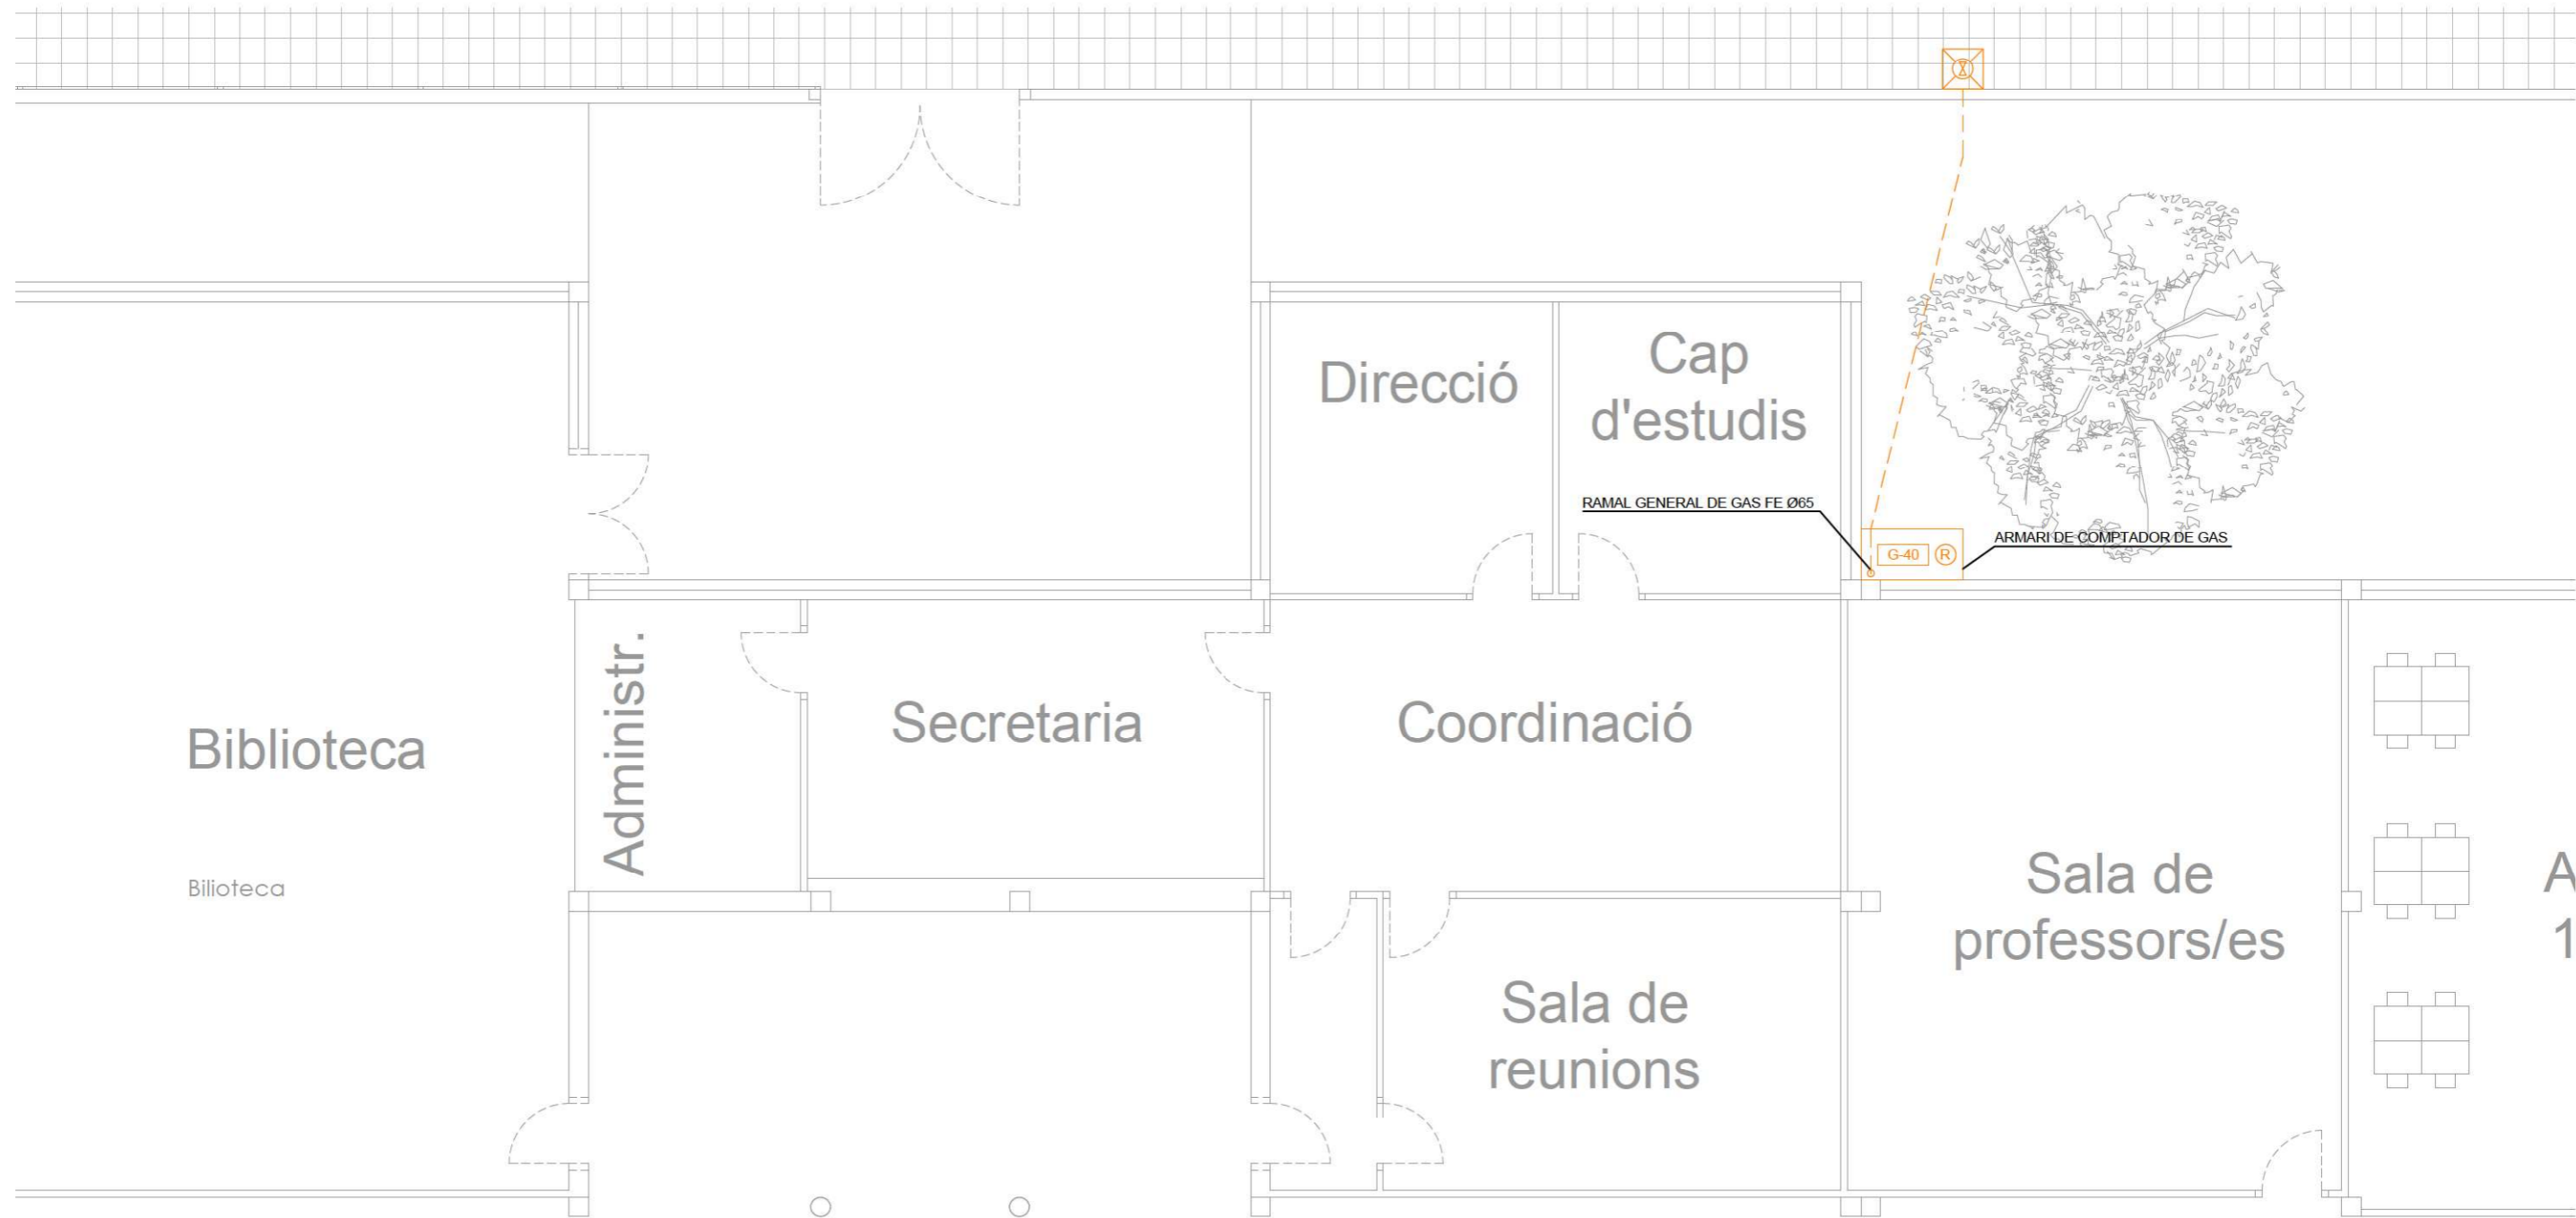 Direcció
Cap
d'estudis
RAMAL GENERAL DE GAS FE Ø65
G-40 R
ARMARI DE COMPTADOR DE GAS
Administr.
Secretaria
Coordinació
Biblioteca
Bilioteca
Sala de
professors/es
A
1
Sala de
reunions